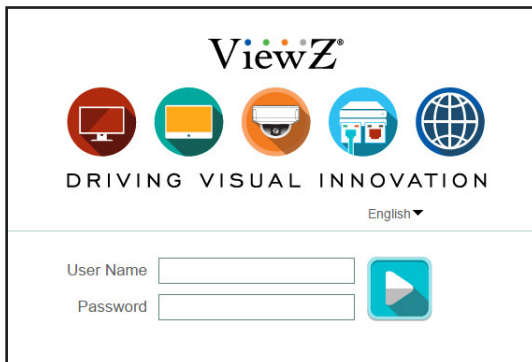 ViewZ®
DRIVING VISUAL INNOVATION
English
User Name
Password